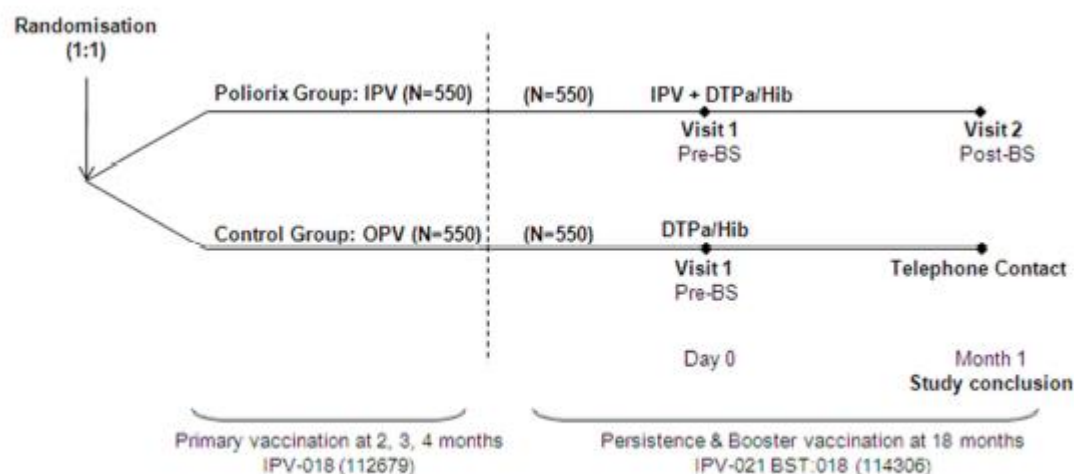 Randomisation
(1:1)
Poliorix Group: IPV (N=550)
(N=550)
IPV + DTPa/Hib
Visit 1
Pre-BS
Visit 2
Post-BS
Control Group: OPV (N=550)
(N=550)
DTPa/Hib
Visit 1
Pre-BS
Telephone Contact
Day 0
Month 1
Study conclusion
Primary vaccination at 2, 3, 4 months
IPV-018 (112679)
Persistence & Booster vaccination at 18 months
IPV-021 BST:018 (114306)